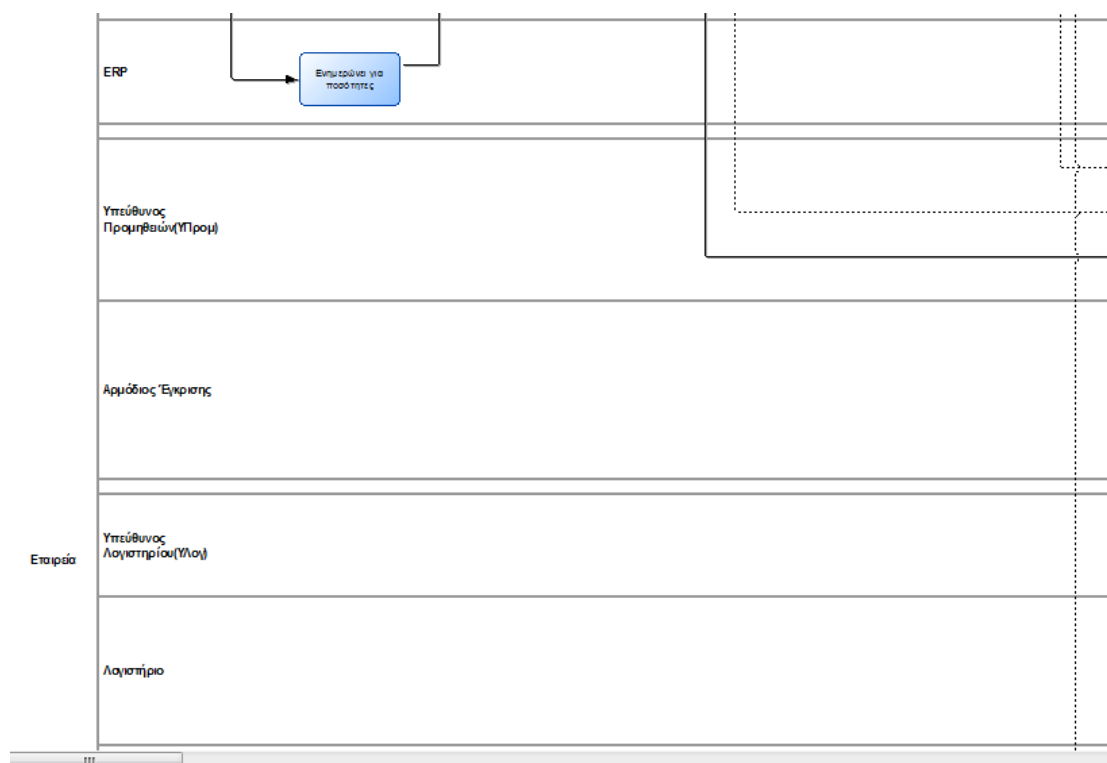 ERP
Ενημερώνει για
ποσότητες
Υπεύθυνος
Προμηθειών(ΥΠρομ)
Αρμόδιος Έγκρισης
Υπεύθυνος
Λογιστηρίου(ΥΛογ)
Εταιρεία
Λογιστήριο